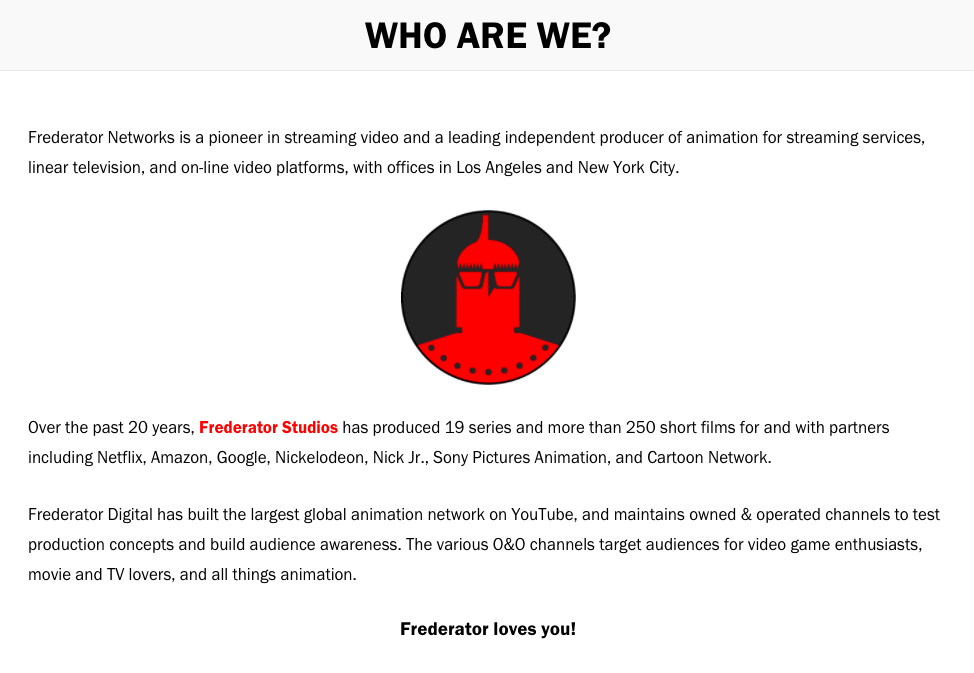 WHO ARE WE?
Frederator Networks is a pioneer in streaming video and a leading independent producer of animation for streaming services,
linear television, and on-line video platforms, with offices in Los Angeles and New York City.
Over the past 20 years, Frederator Studios has produced 19 series and more than 250 short films for and with partners
including Netflix, Amazon, Google, Nickelodeon, Nick Jr., Sony Pictures Animation, and Cartoon Network.
Frederator Digital has built the largest global animation network on YouTube, and maintains owned & operated channels to test
production concepts and build audience awareness. The various O&O channels target audiences for video game enthusiasts,
movie and TV lovers, and all things animation.
Frederator loves you!